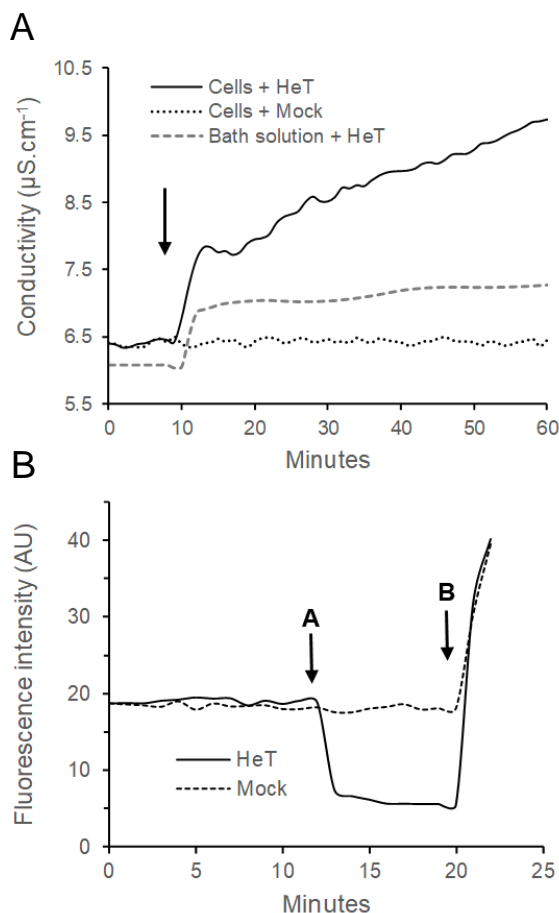 A
Conductivity (µS.cm⁻¹)
10.5
9.5
8.5
7.5
6.5
5.5
Cells + HeT
Cells + Mock
Bath solution + HeT
0 10 20 30 40 50 60
Minutes
B
Fluorescence intensity (AU)
40
30
20
10
0
A
B
HeT
Mock
0 5 10 15 20 25
Minutes